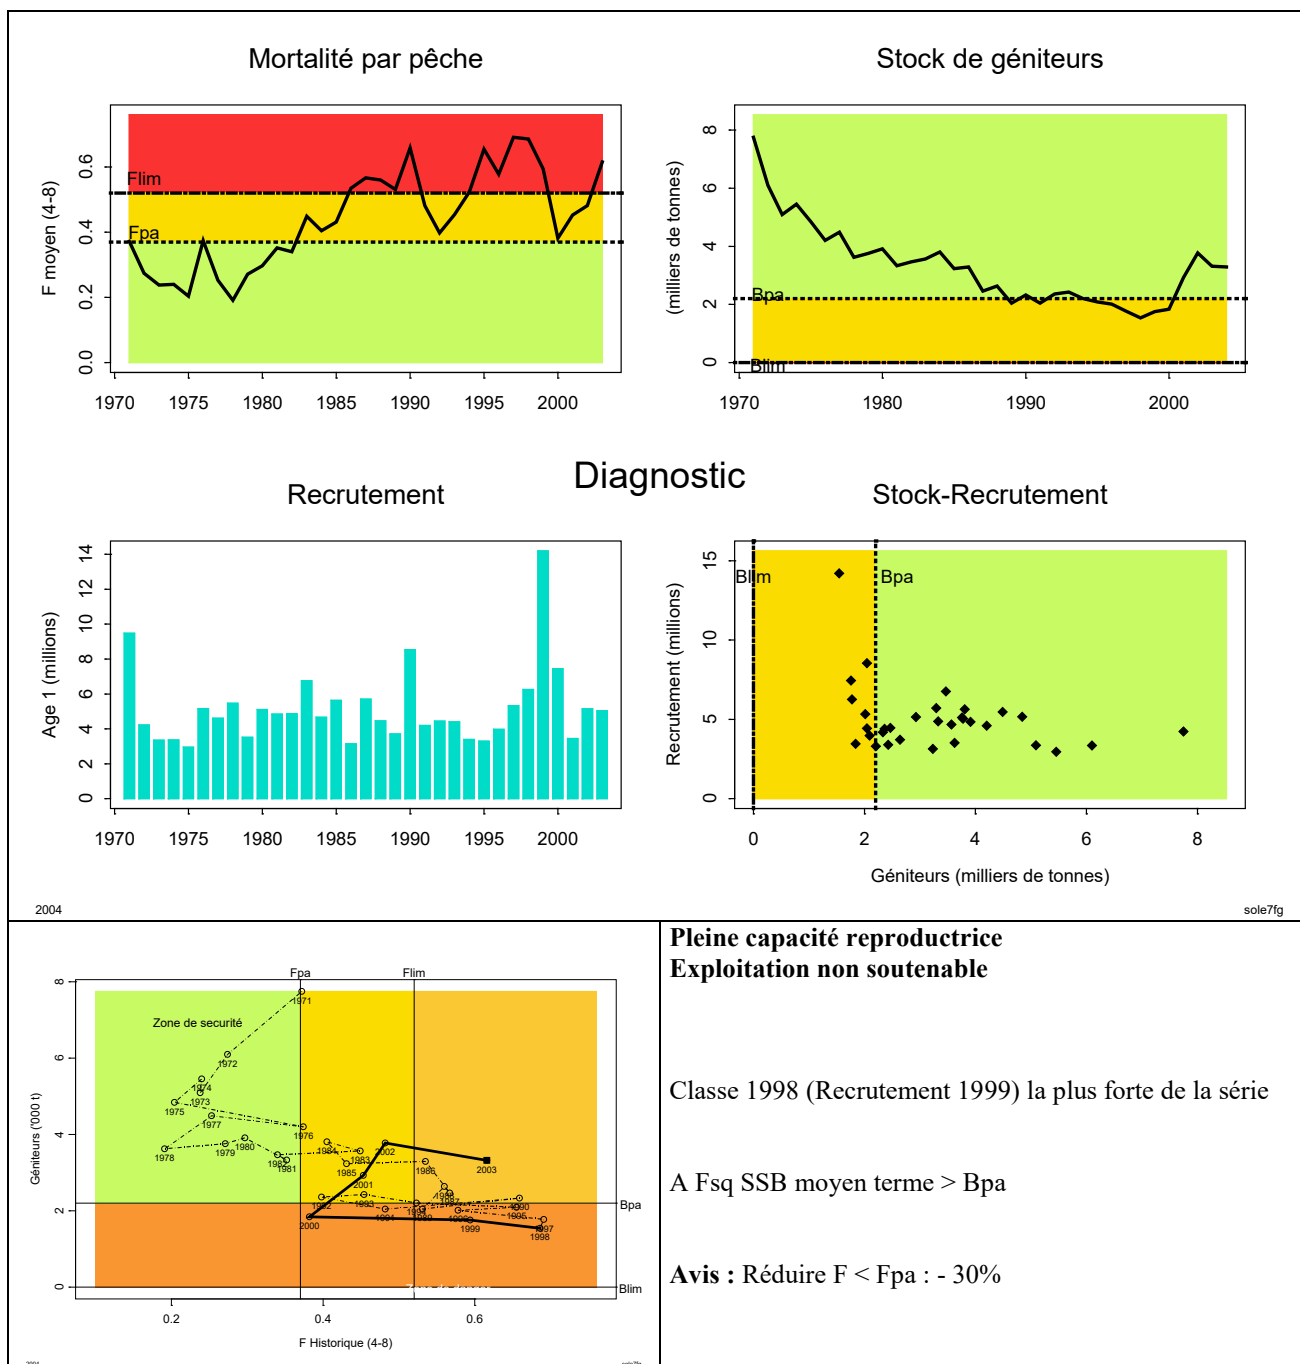 Mortalité par pêche
F moyen (4-8)
0.0 0.2 0.4 0.6
Flim
Fpa
1970 1975 1980 1985 1990 1995 2000
Stock de géniteurs
(milliers de tonnes)
0 2 4 6 8
Bpa
Blim
1970 1980 1990 2000
Diagnostic
Recrutement
Age 1 (millions)
0 2 4 6 8 10 12 14
1970 1975 1980 1985 1990 1995 2000
Stock-Recrutement
Recrutement (millions)
0 5 10 15
Blim
Bpa
0 2 4 6 8
Géniteurs (milliers de tonnes)
2004
sole7fg
Fpa Flim
Géniteurs ('000 t)
0 2 4 6 8
Zone de securité
1971
1972
1974
1973
1975
1977
1976
1978
1979
1980
1982
1981
1984
1983
1985
1986
2002
2003
2001
1988
1987
1992
1993
1991
1994
1989
1990
1995
1996
1997
1998
1999
2000
Bpa
Blim
0.2 0.4 0.6
F Historique (4-8)
2004
sole7fg
Pleine capacité reproductrice
Exploitation non soutenable
Classe 1998 (Recrutement 1999) la plus forte de la série
A Fsq SSB moyen terme > Bpa
Avis : Réduire F < Fpa : - 30%